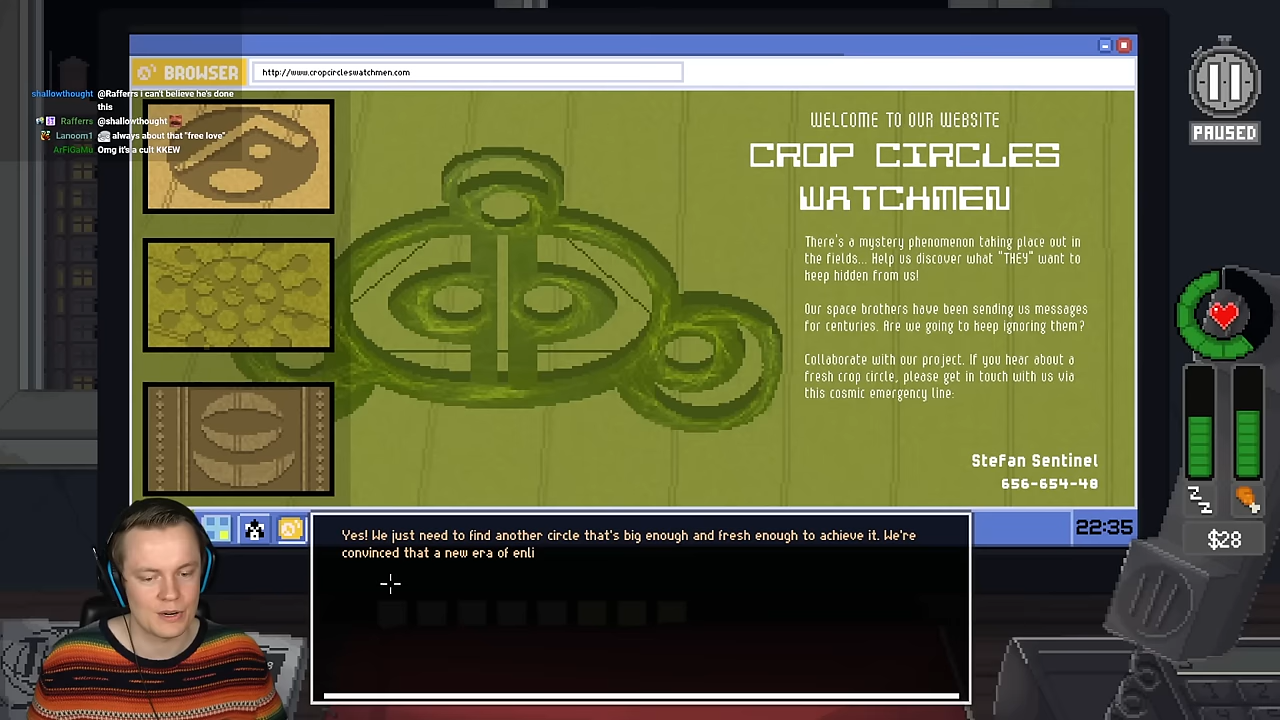 BROWSER
http://www.cropcircleswatchmen.com
shallowthought @Rafferrs i can't believe he's done
this
Rafferrs @shallowthought
Lanoom1 always about that "free love"
ArFiGaMu Omg it's a cult KKEW
WELCOME TO OUR WEBSITE
CROP CIRCLES
WATCHMEN
There's a mystery phenomenon taking place out in
the fields... Help us discover what "THEY" want to
keep hidden from us!
Our space brothers have been sending us messages
for centuries. Are we going to keep ignoring them?
Collaborate with our project. If you hear about a
fresh crop circle, please get in touch with us via
this cosmic emergency line:
Stefan Sentinel
656-654-48
22:35
Yes! We just need to find another circle that's big enough and fresh enough to achieve it. We're
convinced that a new era of enli
PAUSED
$28